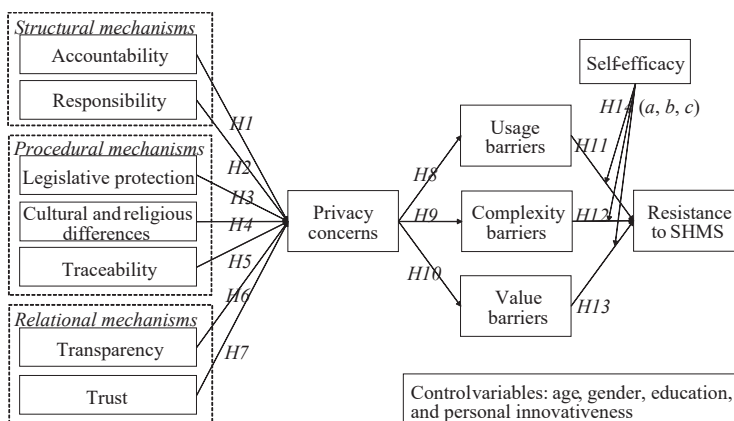 Structural mechanisms
Accountability
Responsibility
Procedural mechanisms
Legislative protection
Cultural and religious
differences
Traceability
Relational mechanisms
Transparency
Trust
H1
H2
H3
H4
H5
H6
H7
Privacy
concerns
H8
H9
H10
Usage
barriers
Complexity
barriers
Value
barriers
Self-efficacy
H14 (a, b, c)
H11
H12
H13
Resistance
to SHMS
Control variables: age, gender, education,
and personal innovativeness